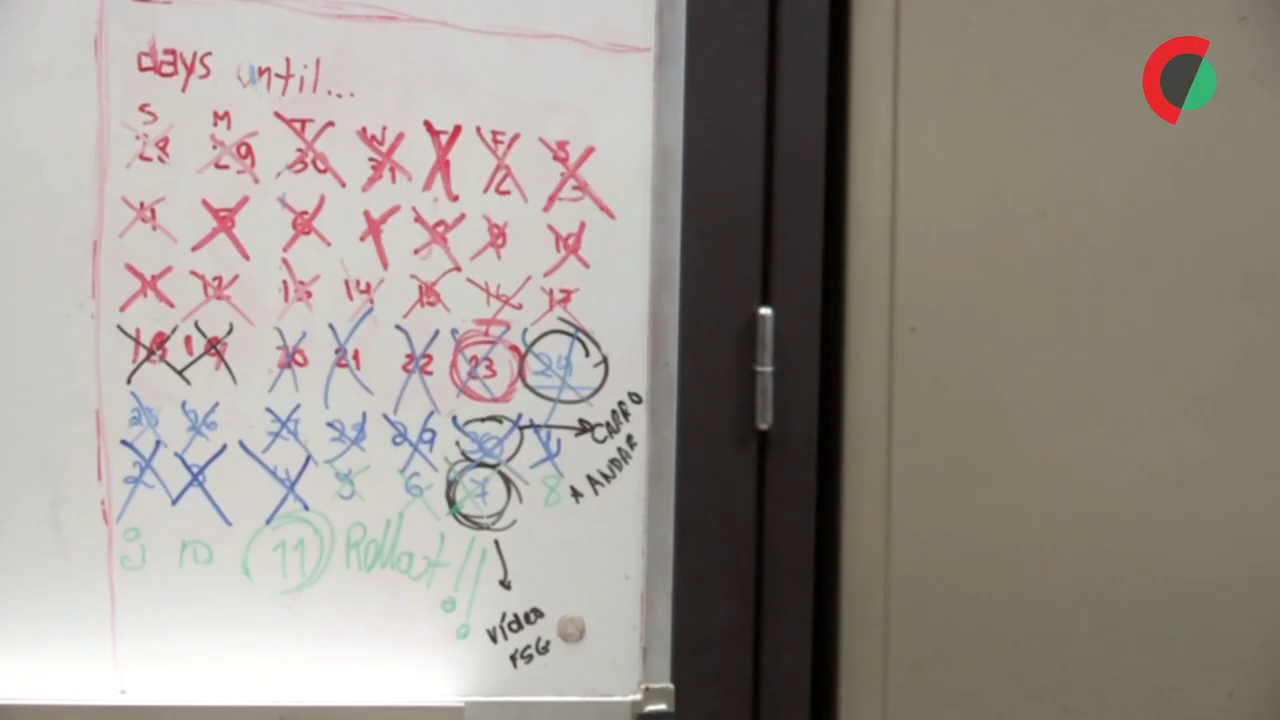 days until...
S M T W T F S
28 29 30 31 1 2 3
4 5 6 7 8 9 10
11 12 13 14 15 16 17
18 19 20 21 22 23 24
25 26 27 28 29 30 1
2 3 4 5 6 7 8
9 10 11 Rollout!!
CARRO
A ANDAR
vídeo
FSG